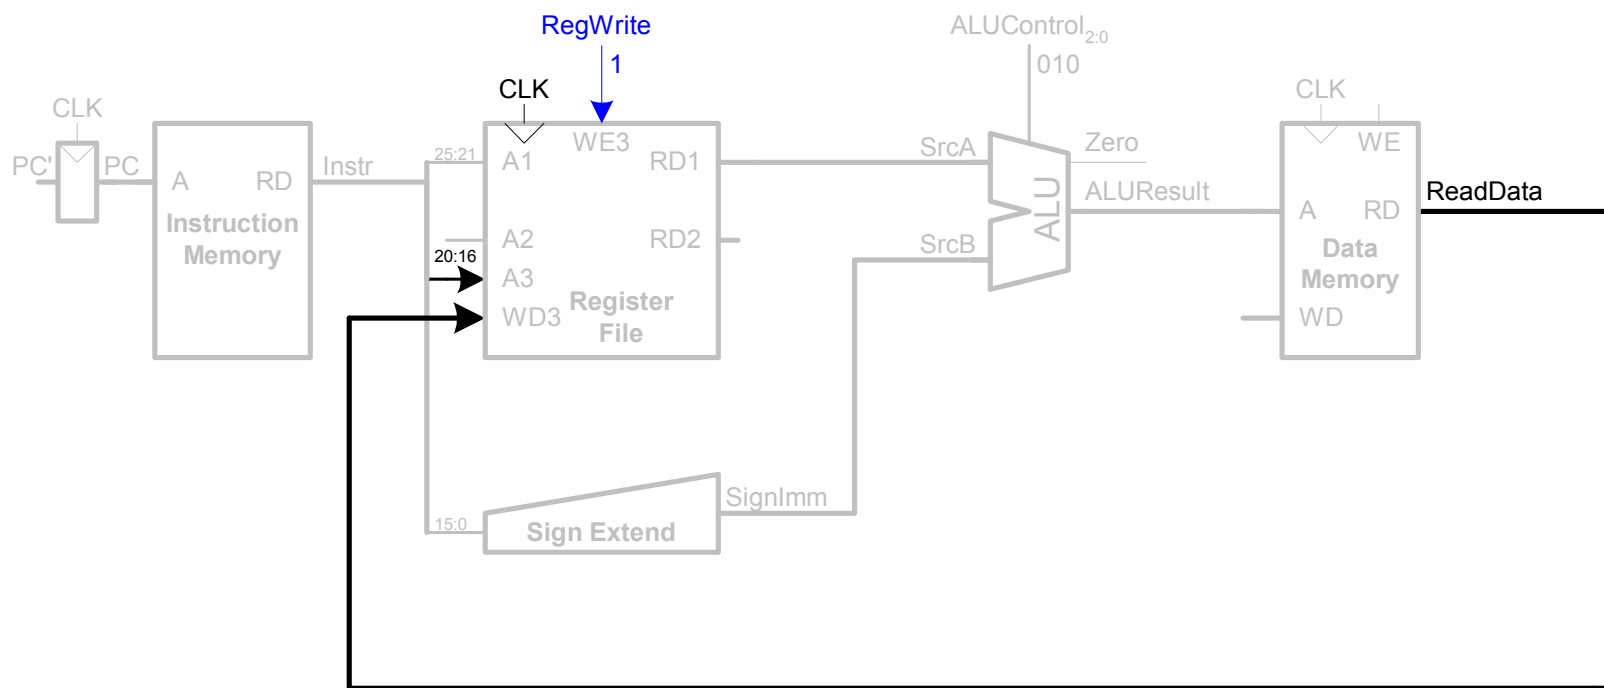 RegWrite
1
ALUControl2:0
010
CLK
CLK
CLK
PC'
PC
A
RD
Instruction
Memory
Instr
25:21
A1
WE3
RD1
A2
RD2
20:16
A3
WD3
Register
File
SrcA
SrcB
ALU
Zero
ALUResult
WE
A
RD
Data
Memory
WD
ReadData
15:0
Sign Extend
SignImm